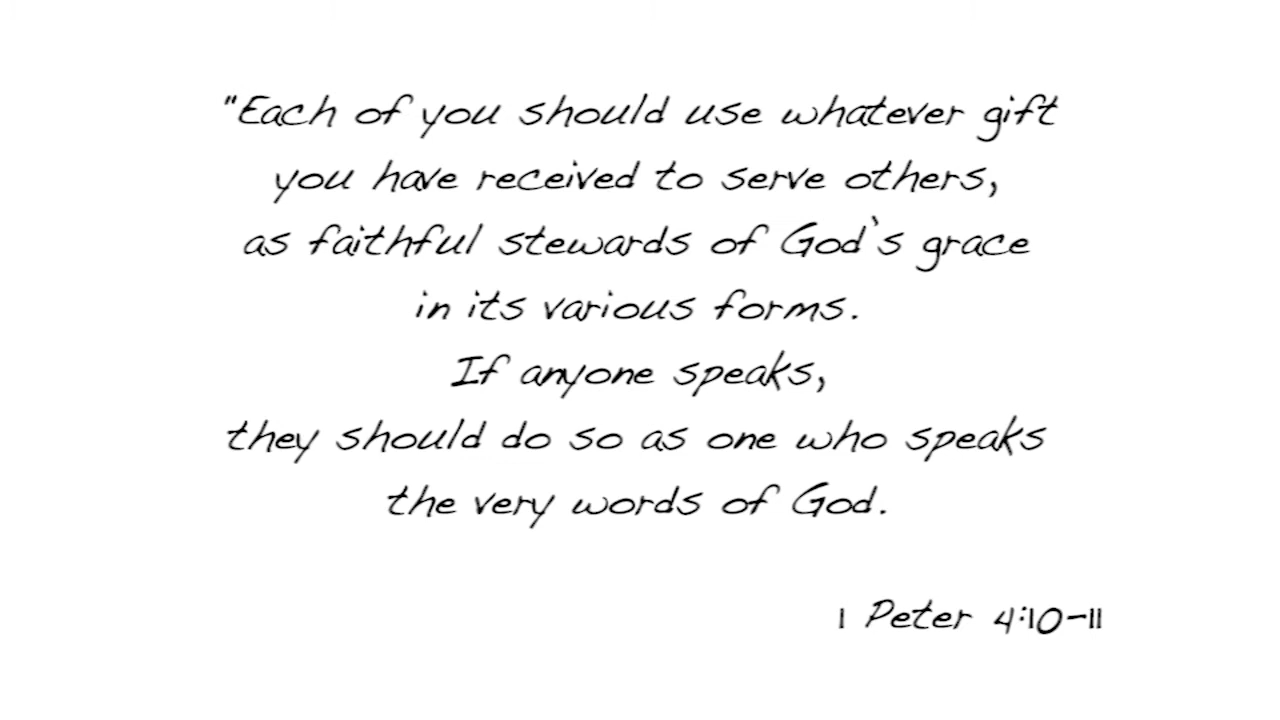 "Each of you should use whatever gift
you have received to serve others,
as faithful stewards of God's grace
in its various forms.
If anyone speaks,
they should do so as one who speaks
the very words of God.
1 Peter 4:10-11